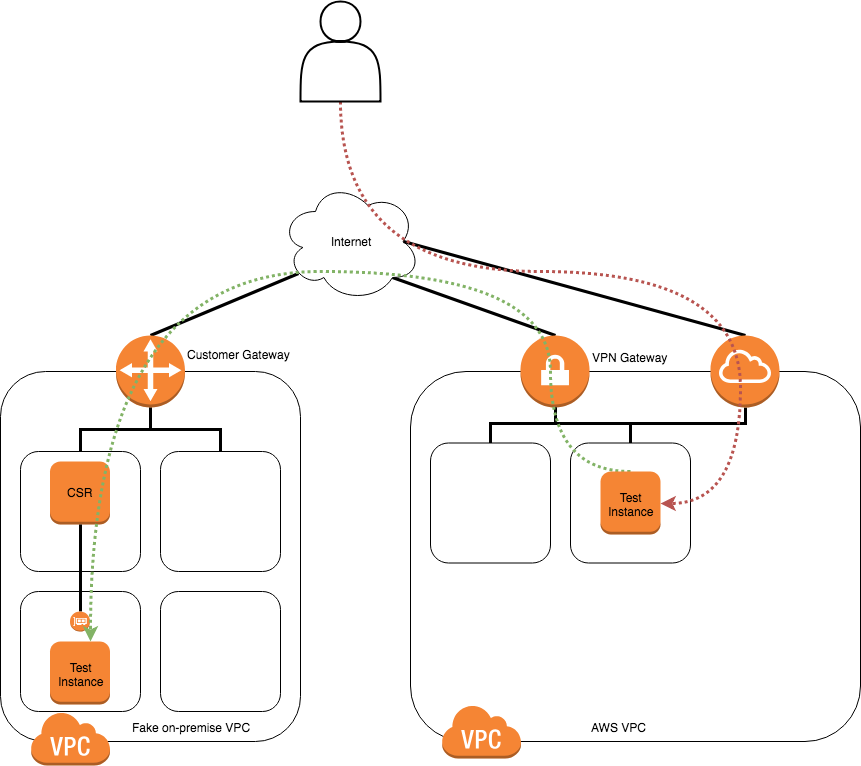 Internet
Customer Gateway
VPN Gateway
CSR
Test
Instance
Test
Instance
Fake on-premise VPC
AWS VPC
VPC
VPC